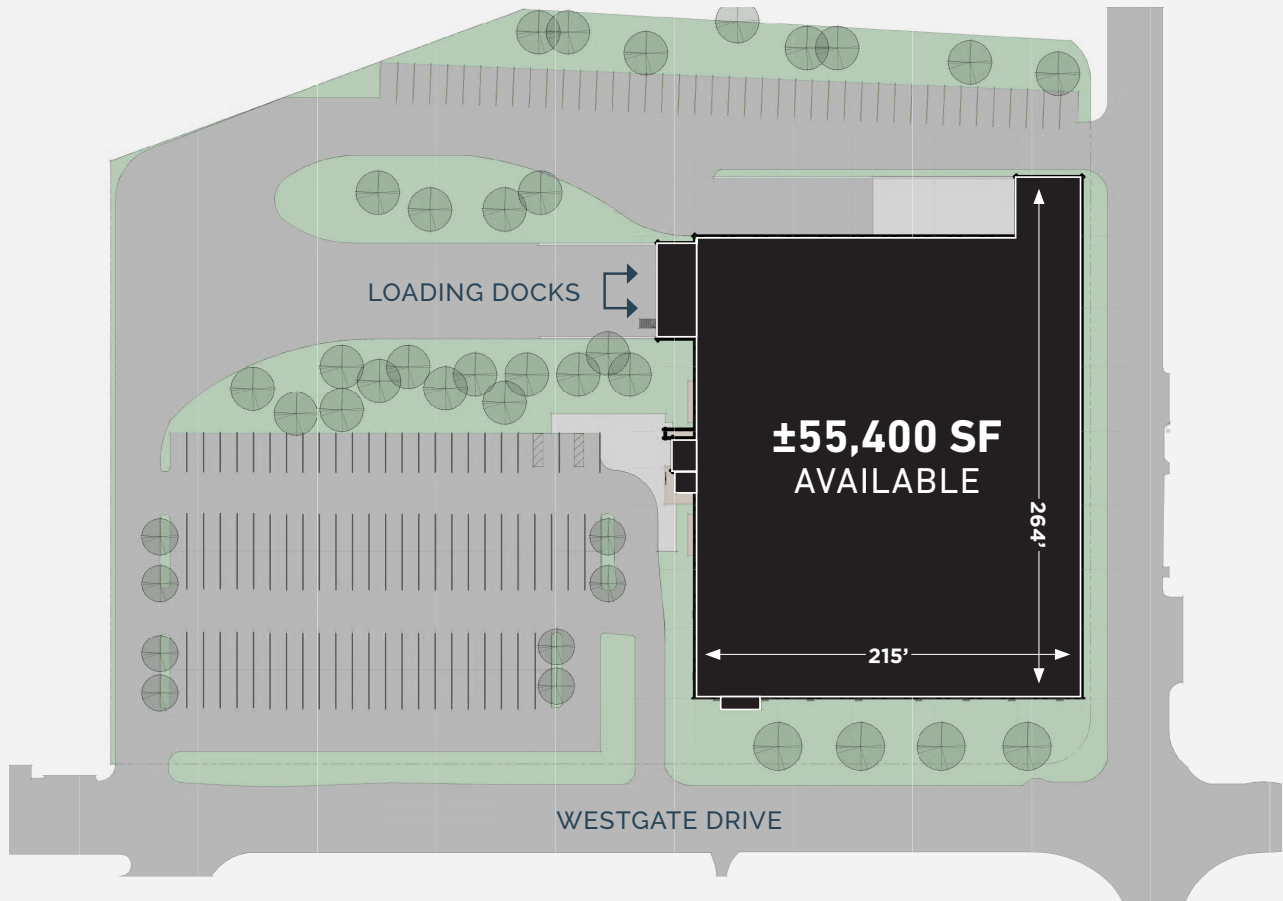 LOADING DOCKS
±55,400 SF
AVAILABLE
264’
215’
WESTGATE DRIVE